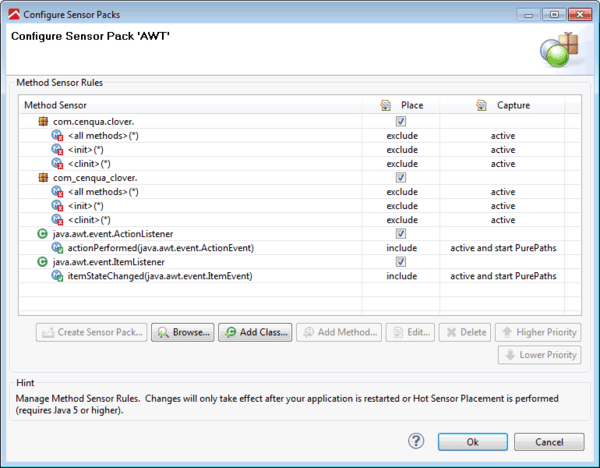 Configure Sensor Packs
Configure Sensor Pack 'AWT'
Method Sensor Rules
Method Sensor Place Capture
com.cenqua.clover.
<all methods>(*) exclude active
<init>(*) exclude active
<clinit>(*) exclude active
com_cenqua_clover.
<all methods>(*) exclude active
<init>(*) exclude active
<clinit>(*) exclude active
java.awt.event.ActionListener
actionPerformed(java.awt.event.ActionEvent) include active and start PurePaths
java.awt.event.ItemListener
itemStateChanged(java.awt.event.ItemEvent) include active and start PurePaths
Create Sensor Pack... Browse... Add Class... Add Method... Edit... Delete Higher Priority
Lower Priority
Hint
Manage Method Sensor Rules. Changes will only take effect after your application is restarted or Hot Sensor Placement is performed
(requires Java 5 or higher).
? Ok Cancel